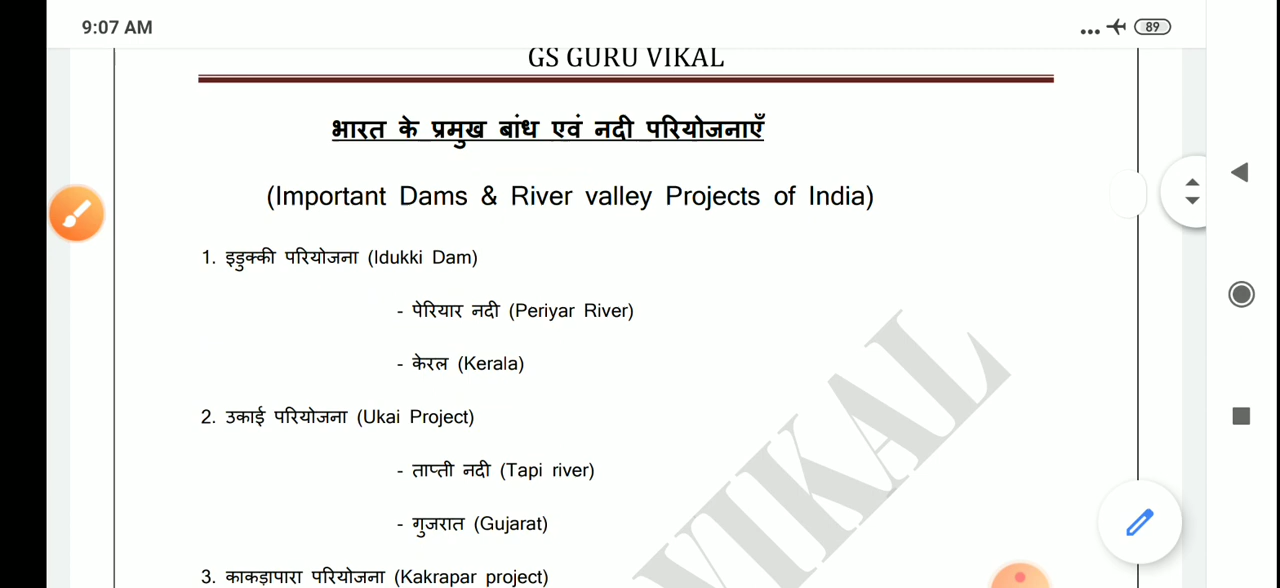 9:07 AM
89
GS GURU VIKAL
भारत के प्रमुख बांध एवं नदी परियोजनाएँ
(Important Dams & River valley Projects of India)
1. इडुक्की परियोजना (Idukki Dam)
- पेरियार नदी (Periyar River)
- केरल (Kerala)
2. उकाई परियोजना (Ukai Project)
- ताप्ती नदी (Tapi river)
- गुजरात (Gujarat)
3. काकड़ापारा परियोजना (Kakrapar project)
VIKAL